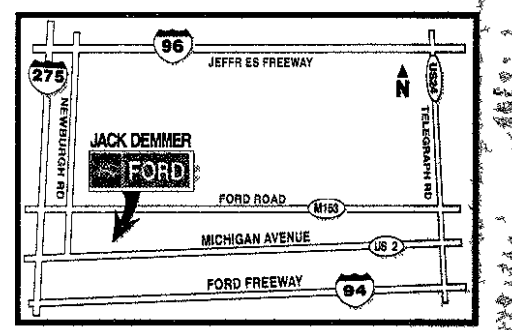 96
JEFFR ES FREEWAY
275
US24
N
NEWBURGH RD
TELEGRAPH RD
JACK DEMMER
FORD
FORD ROAD
M153
MICHIGAN AVENUE
US 2
FORD FREEWAY
94